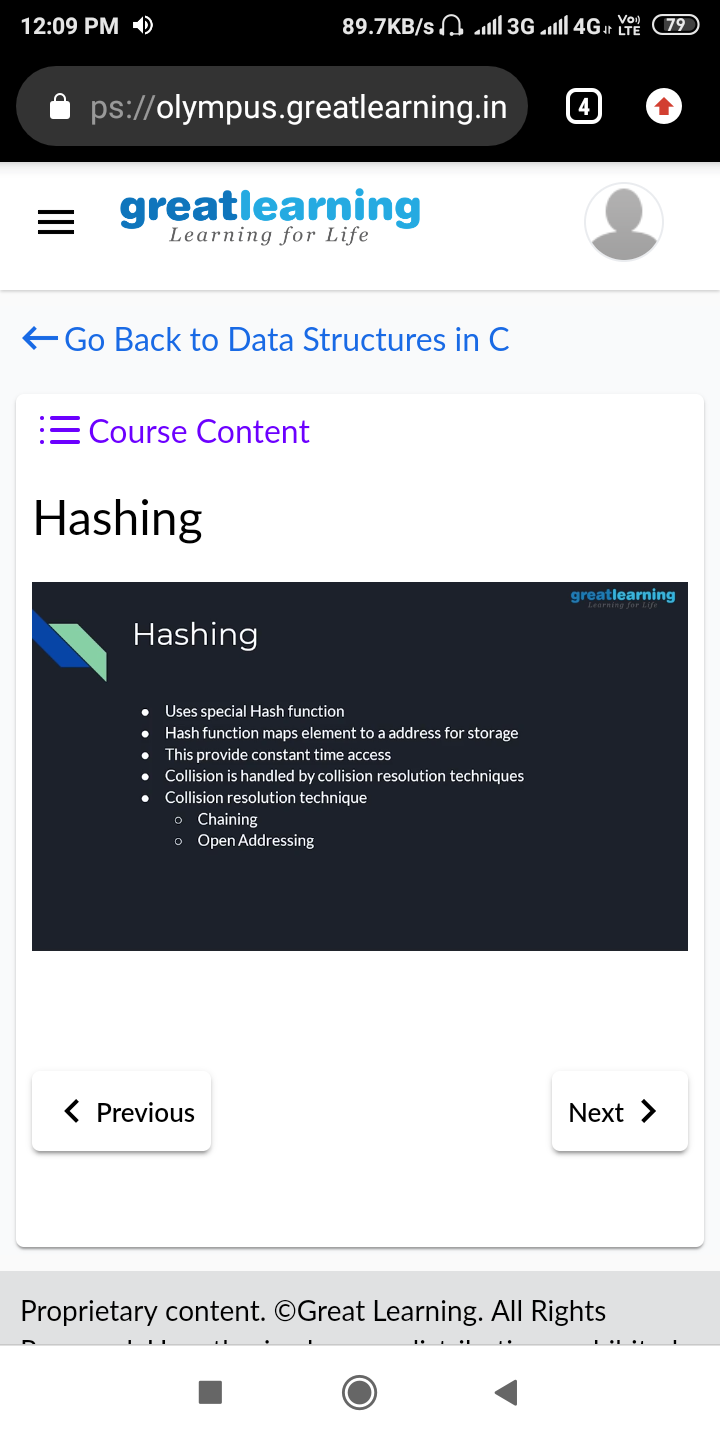 12:09 PM 89.7KB/s 3G 4G Vo) LTE 79
ps://olympus.greatlearning.in 4
greatlearning
Learning for Life
Go Back to Data Structures in C
Course Content
Hashing
greatlearning
Learning for Life
Hashing
● Uses special Hash function
● Hash function maps element to a address for storage
● This provide constant time access
● Collision is handled by collision resolution techniques
● Collision resolution technique
○ Chaining
○ Open Addressing
Previous Next
Proprietary content. ©Great Learning. All Rights